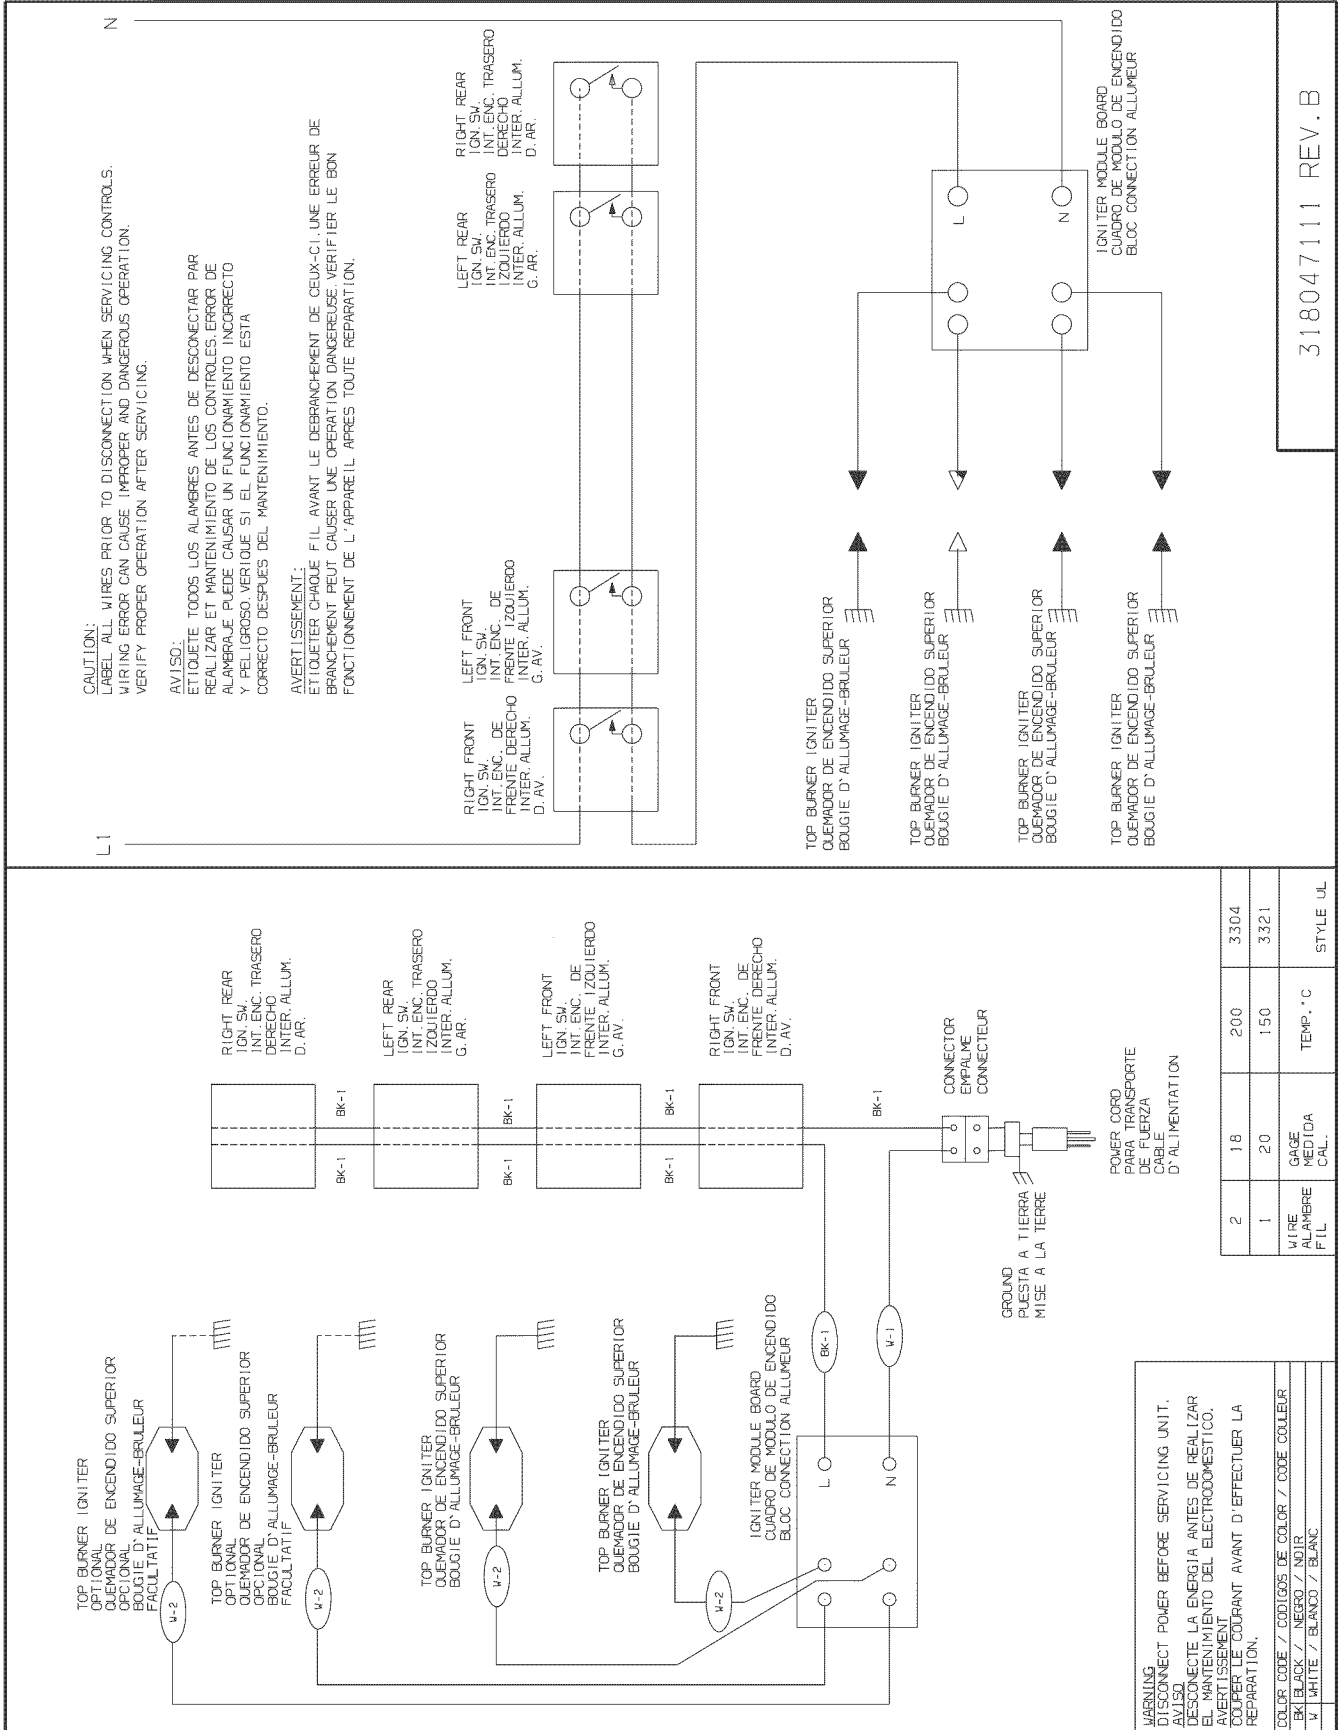 CAUTION:
LABEL ALL WIRES PRIOR TO DISCONNECTION WHEN SERVICING CONTROLS.
WIRING ERROR CAN CAUSE IMPROPER AND DANGEROUS OPERATION.
VERIFY PROPER OPERATION AFTER SERVICING.
AVISO:
ETIQUETE TODOS LOS ALAMBRES ANTES DE DESCONECTAR PAR
REALIZAR ET MANTENIMIENTO DE LOS CONTROLES. ERROR DE
ALAMBRAJE PUEDE CAUSAR UN FUNCIONAMIENTO INCORRECTO
Y PELIGROSO. VERIQUE SI EL FUNCIONAMIENTO ESTA
CORRECTO DESPUES DEL MANTENIMIENTO.
AVERTISSEMENT:
ETIQUETER CHAQUE FIL AVANT LE DEBRANCHEMENT DE CEUX-CI. UNE ERREUR DE
BRANCHEMENT PEUT CAUSER UNE OPERATION DANGEREUSE. VERIFIER LE BON
FONCTIONNEMENT DE L'APPAREIL APRES TOUTE REPARATION.
L1
N
RIGHT FRONT
IGN. SW.
INT. ENC. DE
FRENTE DERECHO
INTER. ALLUM.
D. AV.
LEFT FRONT
IGN. SW.
INT. ENC. DE
FRENTE IZQUIERDO
INTER. ALLUM.
G. AV.
LEFT REAR
IGN. SW.
INT. ENC. TRASERO
IZQUIERDO
INTER. ALLUM.
G. AR.
RIGHT REAR
IGN. SW.
INT. ENC. TRASERO
DERECHO
INTER. ALLUM.
D. AR.
TOP BURNER IGNITER
QUEMADOR DE ENCENDIDO SUPERIOR
BOUGIE D'ALLUMAGE-BRULEUR
TOP BURNER IGNITER
QUEMADOR DE ENCENDIDO SUPERIOR
BOUGIE D'ALLUMAGE-BRULEUR
TOP BURNER IGNITER
QUEMADOR DE ENCENDIDO SUPERIOR
BOUGIE D'ALLUMAGE-BRULEUR
TOP BURNER IGNITER
QUEMADOR DE ENCENDIDO SUPERIOR
BOUGIE D'ALLUMAGE-BRULEUR
L
N
IGNITER MODULE BOARD
CUADRO DE MODULO DE ENCENDIDO
BLOC CONNECTION ALLUMEUR
318047111 REV. B
TOP BURNER IGNITER
OPTIONAL
QUEMADOR DE ENCENDIDO SUPERIOR
OPCIONAL
BOUGIE D'ALLUMAGE-BRULEUR
FACULTATIF
W-2
TOP BURNER IGNITER
OPTIONAL
QUEMADOR DE ENCENDIDO SUPERIOR
OPCIONAL
BOUGIE D'ALLUMAGE-BRULEUR
FACULTATIF
W-2
TOP BURNER IGNITER
QUEMADOR DE ENCENDIDO SUPERIOR
BOUGIE D'ALLUMAGE-BRULEUR
W-2
TOP BURNER IGNITER
QUEMADOR DE ENCENDIDO SUPERIOR
BOUGIE D'ALLUMAGE-BRULEUR
W-2
IGNITER MODULE BOARD
CUADRO DE MODULO DE ENCENDIDO
BLOC CONNECTION ALLUMEUR
L
N
BK-1
W-1
RIGHT REAR
IGN. SW.
INT. ENC. TRASERO
DERECHO
INTER. ALLUM.
D. AR.
BK-1
BK-1
LEFT REAR
IGN. SW.
INT. ENC. TRASERO
IZQUIERDO
INTER. ALLUM.
G. AR.
BK-1
BK-1
LEFT FRONT
IGN. SW.
INT. ENC. DE
FRENTE IZQUIERDO
INTER. ALLUM.
G. AV.
BK-1
BK-1
RIGHT FRONT
IGN. SW.
INT. ENC. DE
FRENTE DERECHO
INTER. ALLUM.
D. AV.
BK-1
CONNECTOR
EMPALME
CONNECTEUR
GROUND
PUESTA A TIERRA
MISE A LA TERRE
POWER CORD
PARA TRANSPORTE
DE FUERZA
CABLE
D'ALIMENTATION
WARNING
DISCONNECT POWER BEFORE SERVICING UNIT.
AVISO
DESCONECTE LA ENERGIA ANTES DE REALIZAR
EL MANTENIMIENTO DEL ELECTRODOMESTICO.
AVERTISSEMENT
COUPER LE COURANT AVANT D'EFFECTUER LA
REPARATION.
COLOR CODE / CODIGOS DE COLOR / CODE COULEUR
BK BLACK / NEGRO / NOIR
W WHITE / BLANCO / BLANC
2 18 200 3304
1 20 150 3321
WIRE GAGE TEMP. °C STYLE UL
ALAMBRE MEDIDA
FIL CAL.